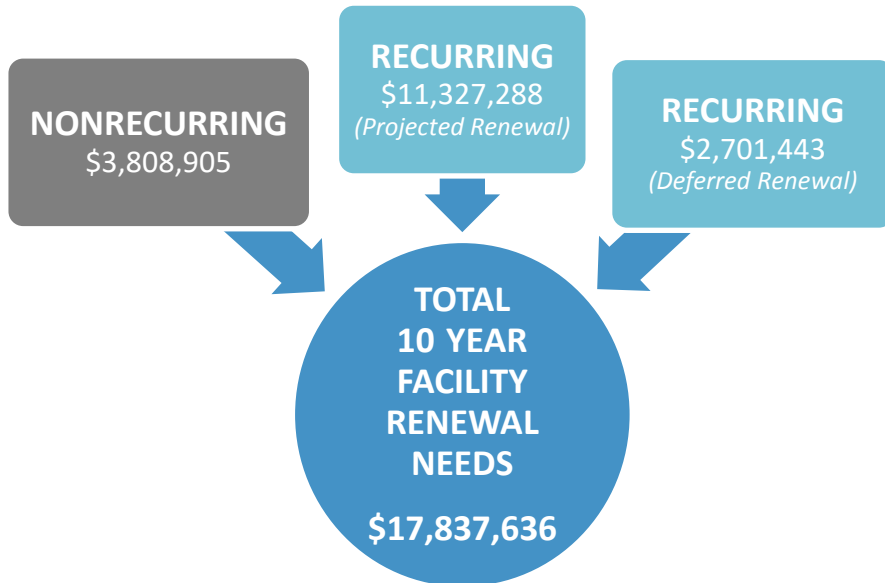 NONRECURRING
$3,808,905
RECURRING
$11,327,288
(Projected Renewal)
RECURRING
$2,701,443
(Deferred Renewal)
TOTAL
10 YEAR
FACILITY
RENEWAL
NEEDS
$17,837,636